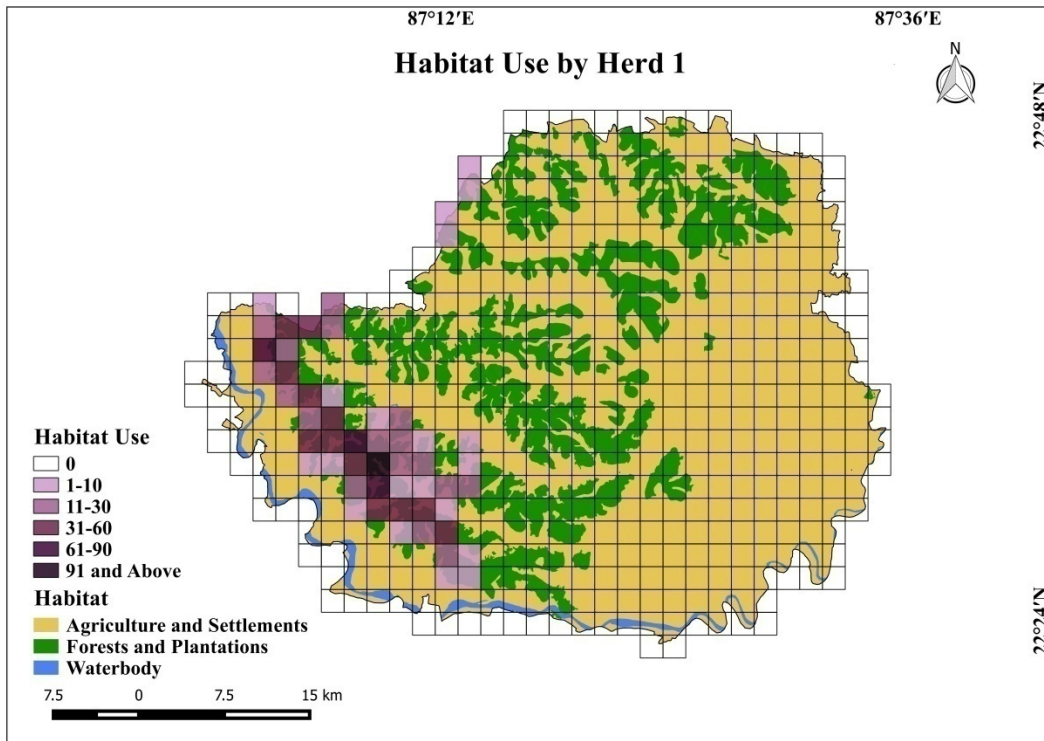 87°12′E
87°36′E
Habitat Use by Herd 1
N
22°48′N
Habitat Use
0
1-10
11-30
31-60
61-90
91 and Above
Habitat
Agriculture and Settlements
Forests and Plantations
Waterbody
22°24′N
7.5 0 7.5 15 km